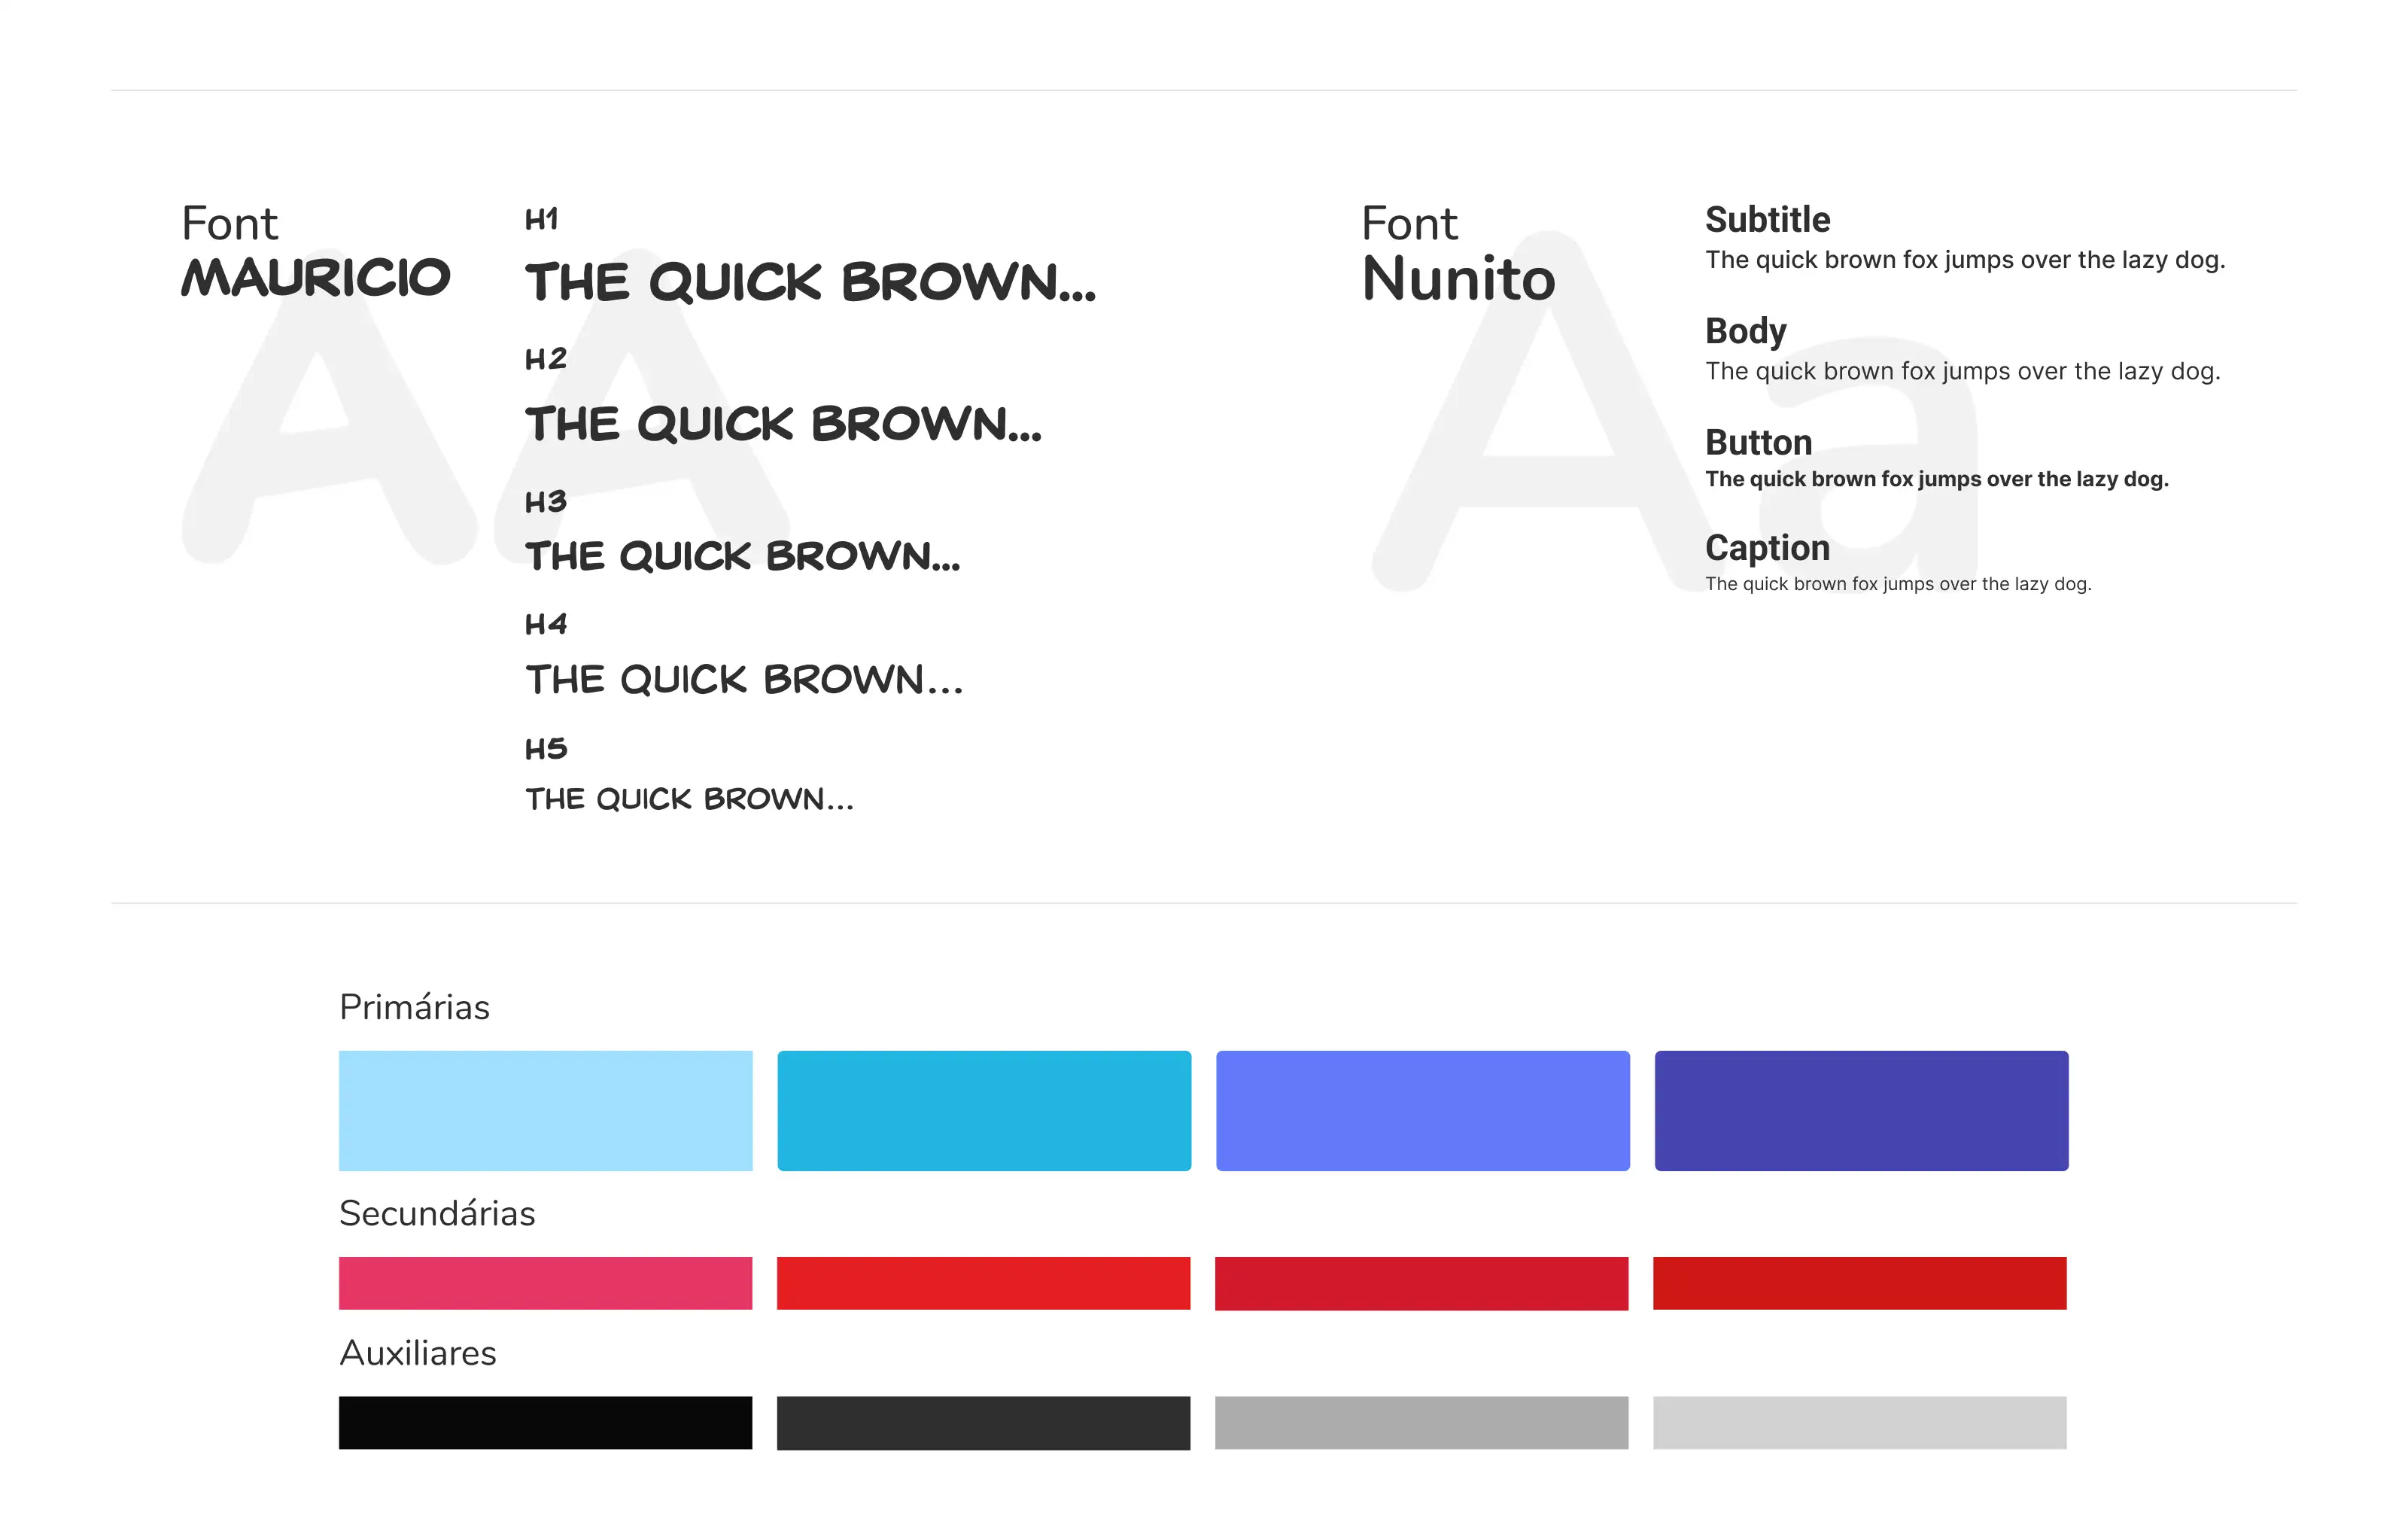 Font
MAURICIO
AA
H1
THE QUICK BROWN...
H2
THE QUICK BROWN...
H3
THE QUICK BROWN...
H4
THE QUICK BROWN...
H5
THE QUICK BROWN...
Font
Nunito
Aa
Subtitle
The quick brown fox jumps over the lazy dog.
Body
The quick brown fox jumps over the lazy dog.
Button
The quick brown fox jumps over the lazy dog.
Caption
The quick brown fox jumps over the lazy dog.
Primárias
Secundárias
Auxiliares